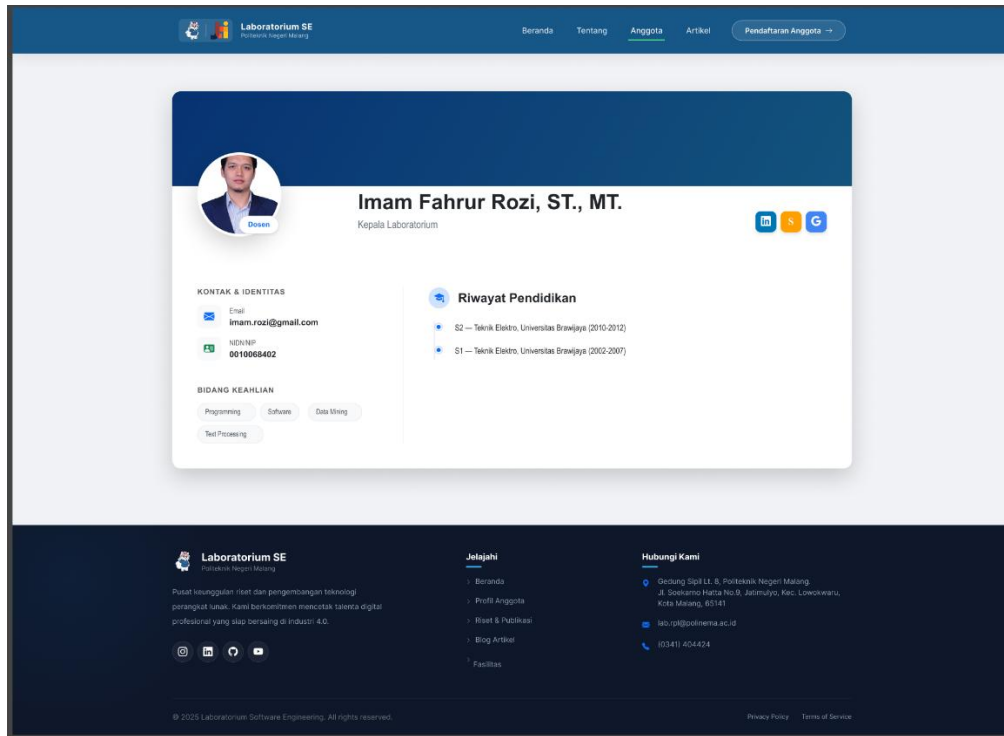 Laboratorium SE
Politeknik Negeri Malang
Beranda
Tentang
Anggota
Artikel
Pendaftaran Anggota →
Dosen
Imam Fahrur Rozi, ST., MT.
Kepala Laboratorium
in
S
G
KONTAK & IDENTITAS
Email
imam.rozi@gmail.com
NIDN/NIP
0010068402
BIDANG KEAHLIAN
Programming
Software
Data Mining
Test Processing
Riwayat Pendidikan
S2 — Teknik Elektro, Universitas Brawijaya (2010-2012)
S1 — Teknik Elektro, Universitas Brawijaya (2002-2007)
Laboratorium SE
Politeknik Negeri Malang
Pusat keunggulan riset dan pengembangan teknologi
perangkat lunak. Kami berkomitmen mencetak talenta digital
profesional yang siap bersaing di industri 4.0.
in
Jelajahi
› Beranda
› Profil Anggota
› Riset & Publikasi
› Blog Artikel
› Fasilitas
Hubungi Kami
Gedung Sipil Lt. 8, Politeknik Negeri Malang.
Jl. Soekarno Hatta No.9, Jatimulyo, Kec. Lowokwaru,
Kota Malang, 65141
lab.rpl@polinema.ac.id
(0341) 404424
© 2025 Laboratorium Software Engineering. All rights reserved.
Privacy Policy
Terms of Service